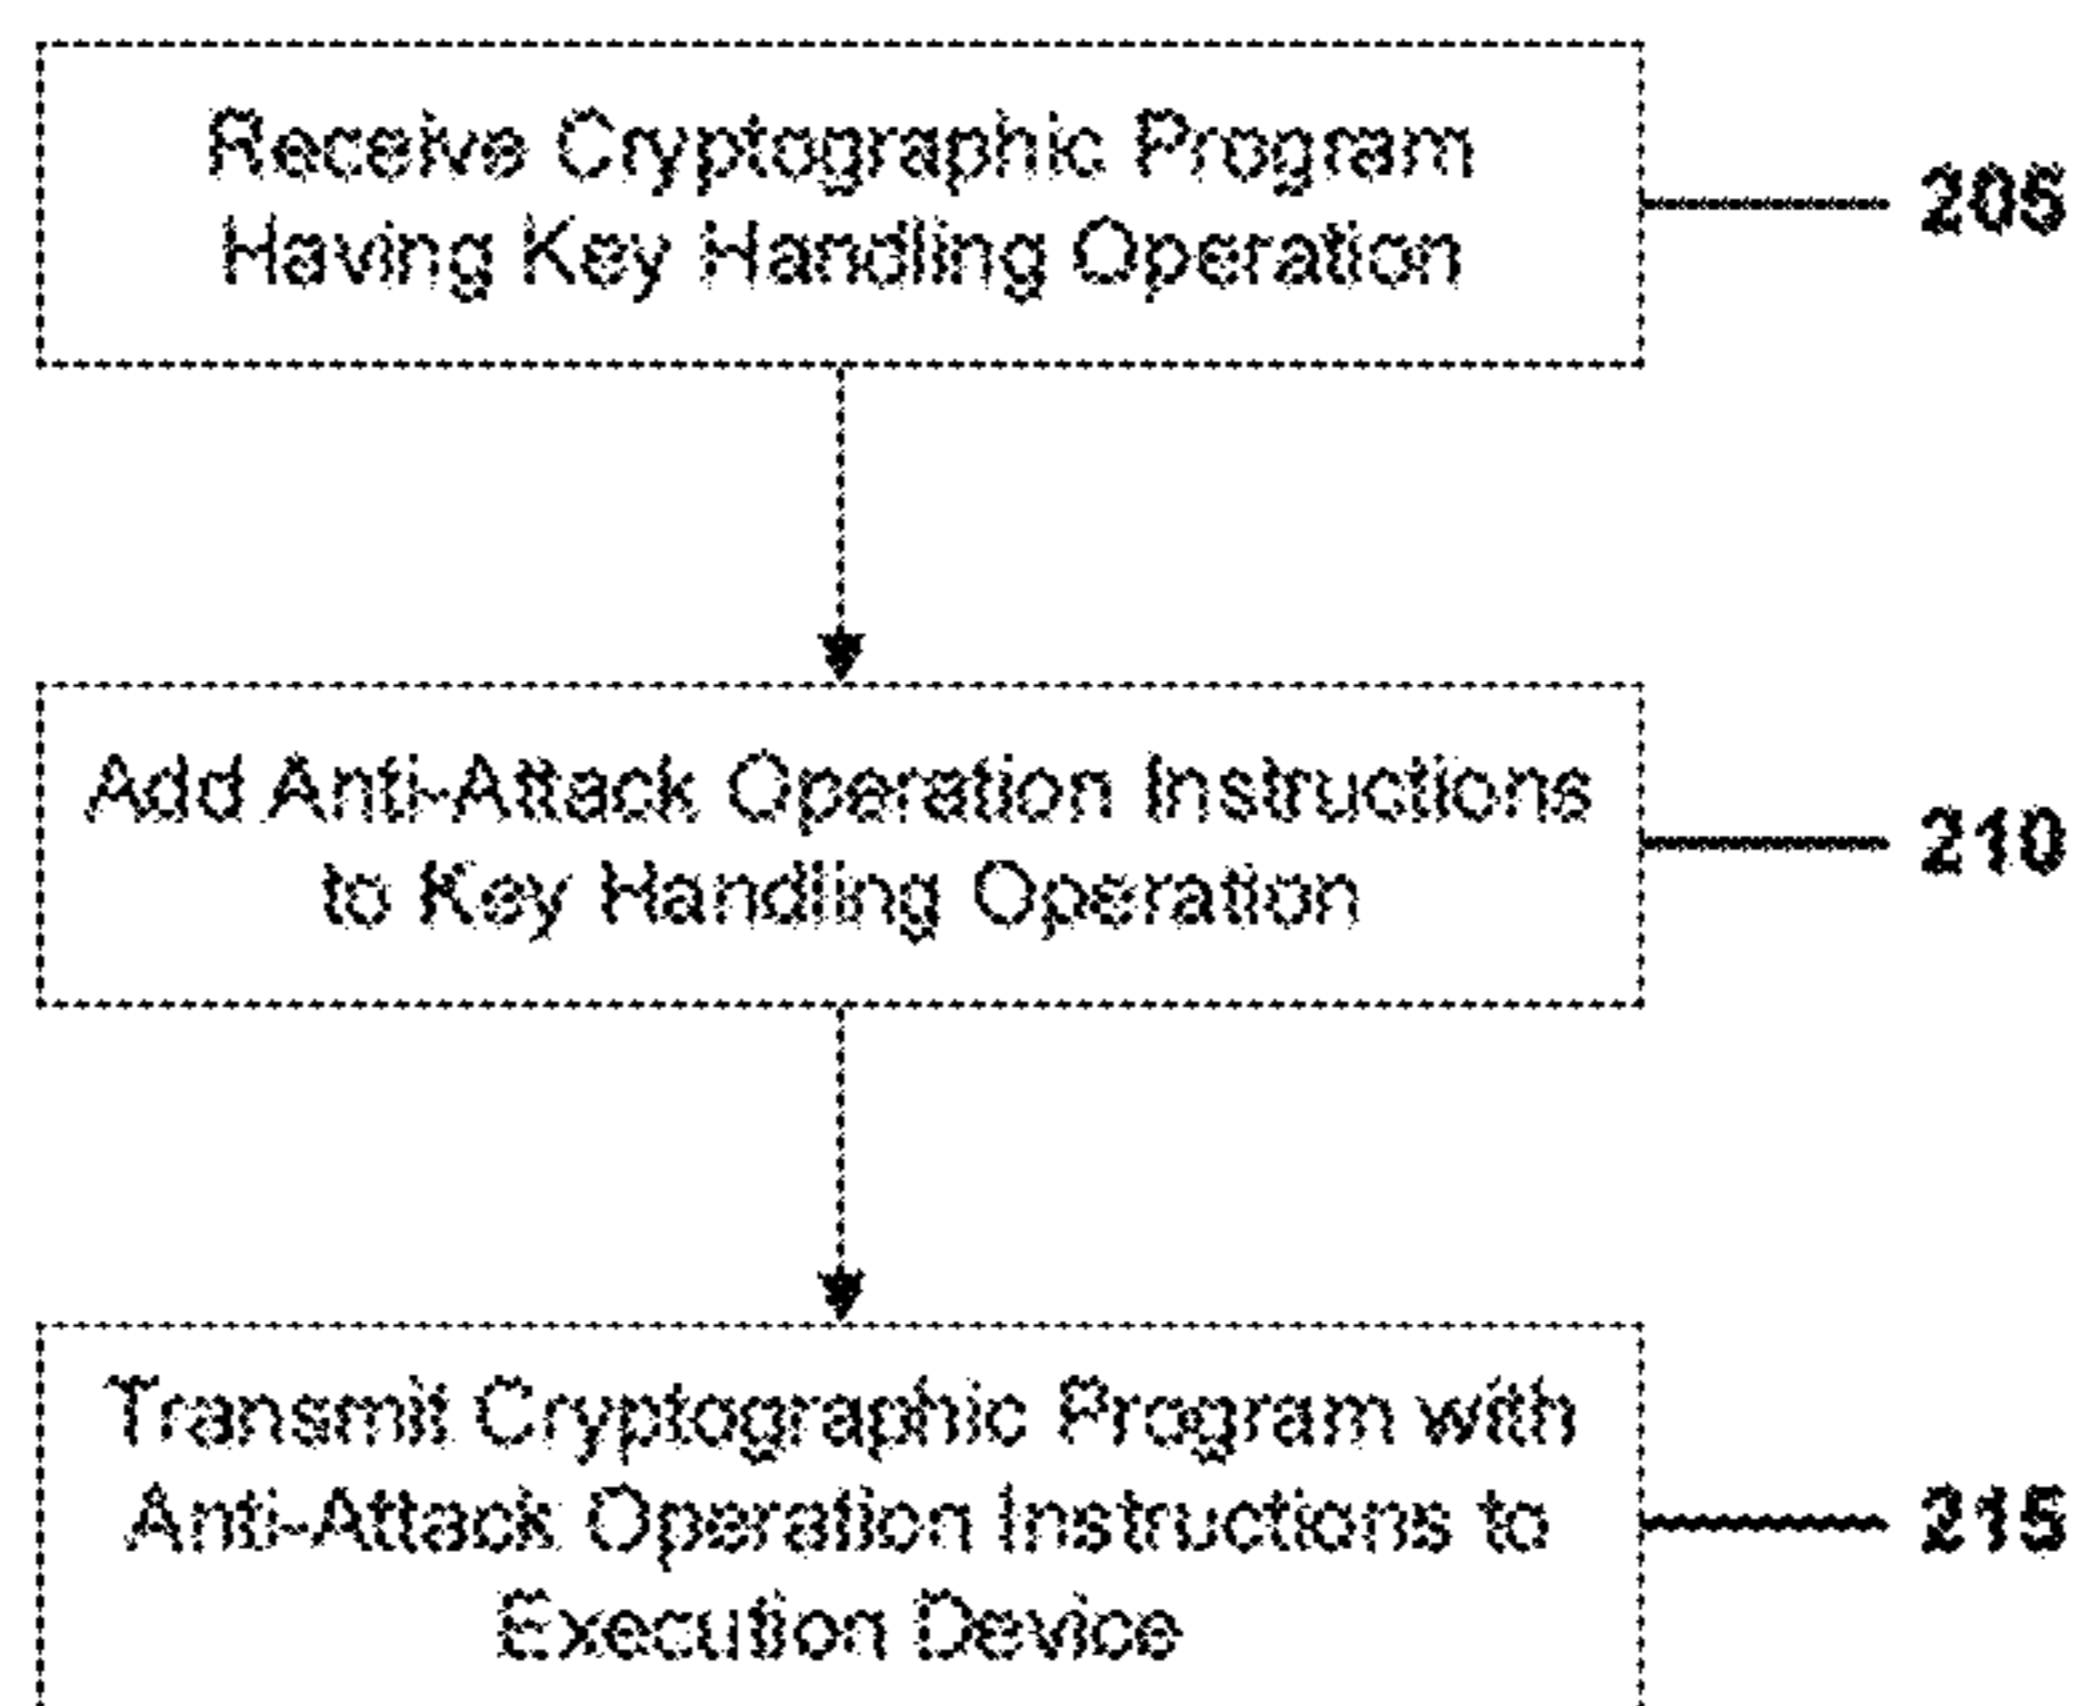 Receive Cryptographic Program
Having Key Handling Operation
205
Add Anti-Attack Operation Instructions
to Key Handling Operation
210
Transmit Cryptographic Program with
Anti-Attack Operation Instructions to
Execution Device
215